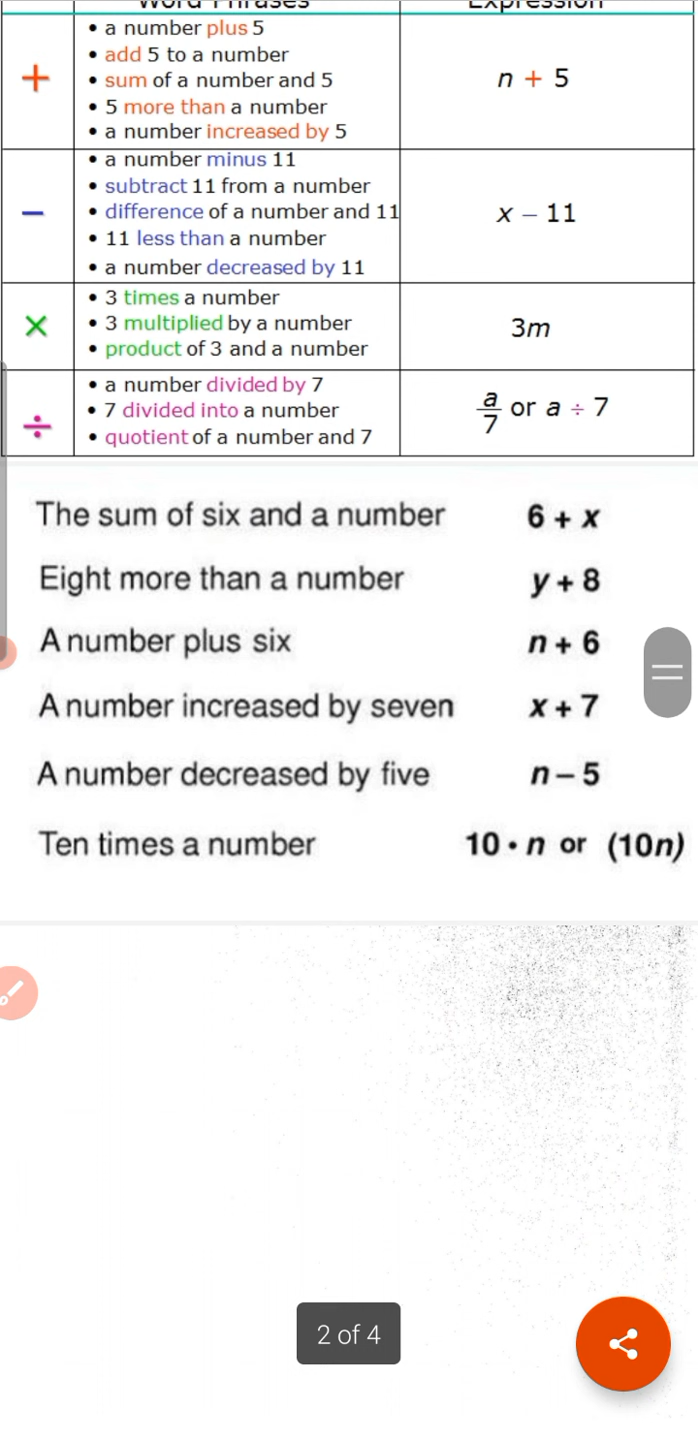 Word Phrases Expression
+
• a number plus 5
• add 5 to a number
• sum of a number and 5
• 5 more than a number
• a number increased by 5
n + 5
−
• a number minus 11
• subtract 11 from a number
• difference of a number and 11
• 11 less than a number
• a number decreased by 11
x − 11
×
• 3 times a number
• 3 multiplied by a number
• product of 3 and a number
3m
÷
• a number divided by 7
• 7 divided into a number
• quotient of a number and 7
a/7 or a ÷ 7
The sum of six and a number 6 + x
Eight more than a number y + 8
A number plus six n + 6
A number increased by seven x + 7
A number decreased by five n − 5
Ten times a number 10 • n or (10n)
2 of 4